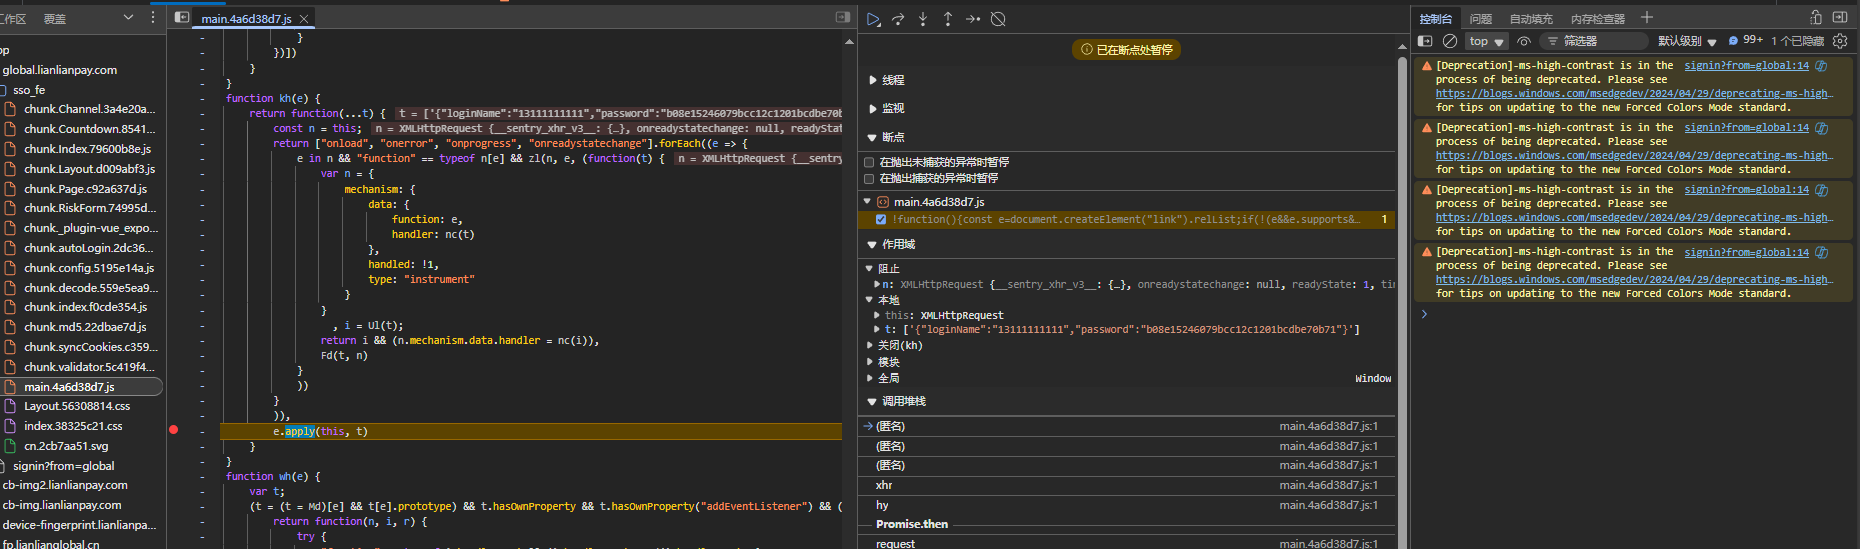 工作区
覆盖
global.lianlianpay.com
sso_fe
chunk.Channel.3a4e20a...
chunk.Countdown.8541...
chunk.Index.79600b8e.js
chunk.Layout.d009abf3.js
chunk.Page.c92a637d.js
chunk.RiskForm.74995d...
chunk._plugin-vue_expo...
chunk.autoLogin.2dc36...
chunk.config.5195e14a.js
chunk.decode.559e5ea9...
chunk.index.f0cde354.js
chunk.md5.22dbae7d.js
chunk.syncCookies.c359...
chunk.validator.5c419f4...
main.4a6d38d7.js
Layout.56308814.css
index.38325c21.css
cn.2cb7aa51.svg
signin?from=global
cb-img2.lianlianpay.com
cb-img.lianlianpay.com
device-fingerprint.lianlianpa...
fp.lianlianglobal.cn
main.4a6d38d7.js
}
})])
}
}
function kh(e) {
return function(...t) { t = ['{"loginName":"13111111111","password":"b08e15246079bcc12c1201bcdbe70b
const n = this; n = XMLHttpRequest {__sentry_xhr_v3__: {…}, onreadystatechange: null, readySta
return ["onload", "onerror", "onprogress", "onreadystatechange"].forEach((e => {
e in n && "function" == typeof n[e] && zl(n, e, (function(t) { n = XMLHttpRequest {__sentry
var n = {
mechanism: {
data: {
function: e,
handler: nc(t)
},
handled: !1,
type: "instrument"
}
}
, i = Ul(t);
return i && (n.mechanism.data.handler = nc(i)),
Fd(t, n)
}
))
}
)),
e.apply(this, t)
}
}
function wh(e) {
var t;
(t = (t = Md)[e] && t[e].prototype) && t.hasOwnProperty && t.hasOwnProperty("addEventListener") && (
return function(n, i, r) {
try {
已在断点处暂停
线程
监视
断点
在抛出未捕获的异常时暂停
在抛出捕获的异常时暂停
main.4a6d38d7.js
!function(){const e=document.createElement("link").relList;if(!(e&&e.supports&… 1
作用域
阻止
n: XMLHttpRequest {__sentry_xhr_v3__: {…}, onreadystatechange: null, readyState: 1, tim
本地
this: XMLHttpRequest
t: ['{"loginName":"13111111111","password":"b08e15246079bcc12c1201bcdbe70b71"}']
关闭(kh)
模块
全局 Window
调用堆栈
(匿名) main.4a6d38d7.js:1
(匿名) main.4a6d38d7.js:1
(匿名) main.4a6d38d7.js:1
xhr main.4a6d38d7.js:1
hy main.4a6d38d7.js:1
Promise.then
request main.4a6d38d7.js:1
控制台 问题 自动填充 内存检查器
top 筛选器 默认级别 99+ 1 个已隐藏
[Deprecation]-ms-high-contrast is in the signin?from=global:14
process of being deprecated. Please see
https://blogs.windows.com/msedgedev/2024/04/29/deprecating-ms-high…
for tips on updating to the new Forced Colors Mode standard.
[Deprecation]-ms-high-contrast is in the signin?from=global:14
process of being deprecated. Please see
https://blogs.windows.com/msedgedev/2024/04/29/deprecating-ms-high…
for tips on updating to the new Forced Colors Mode standard.
[Deprecation]-ms-high-contrast is in the signin?from=global:14
process of being deprecated. Please see
https://blogs.windows.com/msedgedev/2024/04/29/deprecating-ms-high…
for tips on updating to the new Forced Colors Mode standard.
[Deprecation]-ms-high-contrast is in the signin?from=global:14
process of being deprecated. Please see
https://blogs.windows.com/msedgedev/2024/04/29/deprecating-ms-high…
for tips on updating to the new Forced Colors Mode standard.